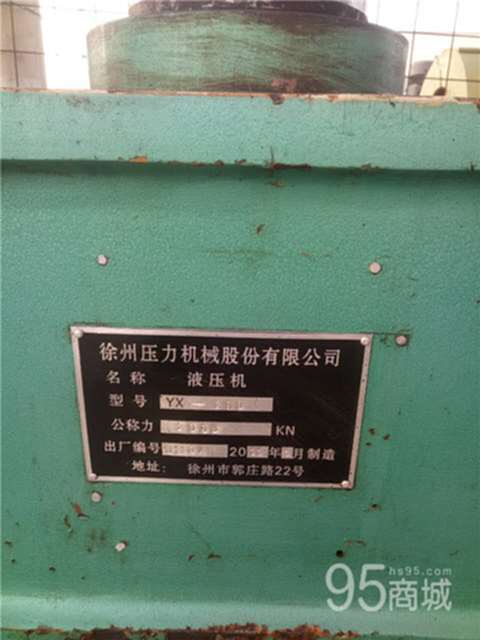 徐州压力机械股份有限公司
名称 液压机
型号 YX —
公称力 KN
出厂编号 20 年 月制造
地址: 徐州市郭庄路22号
hs95.com
95商城